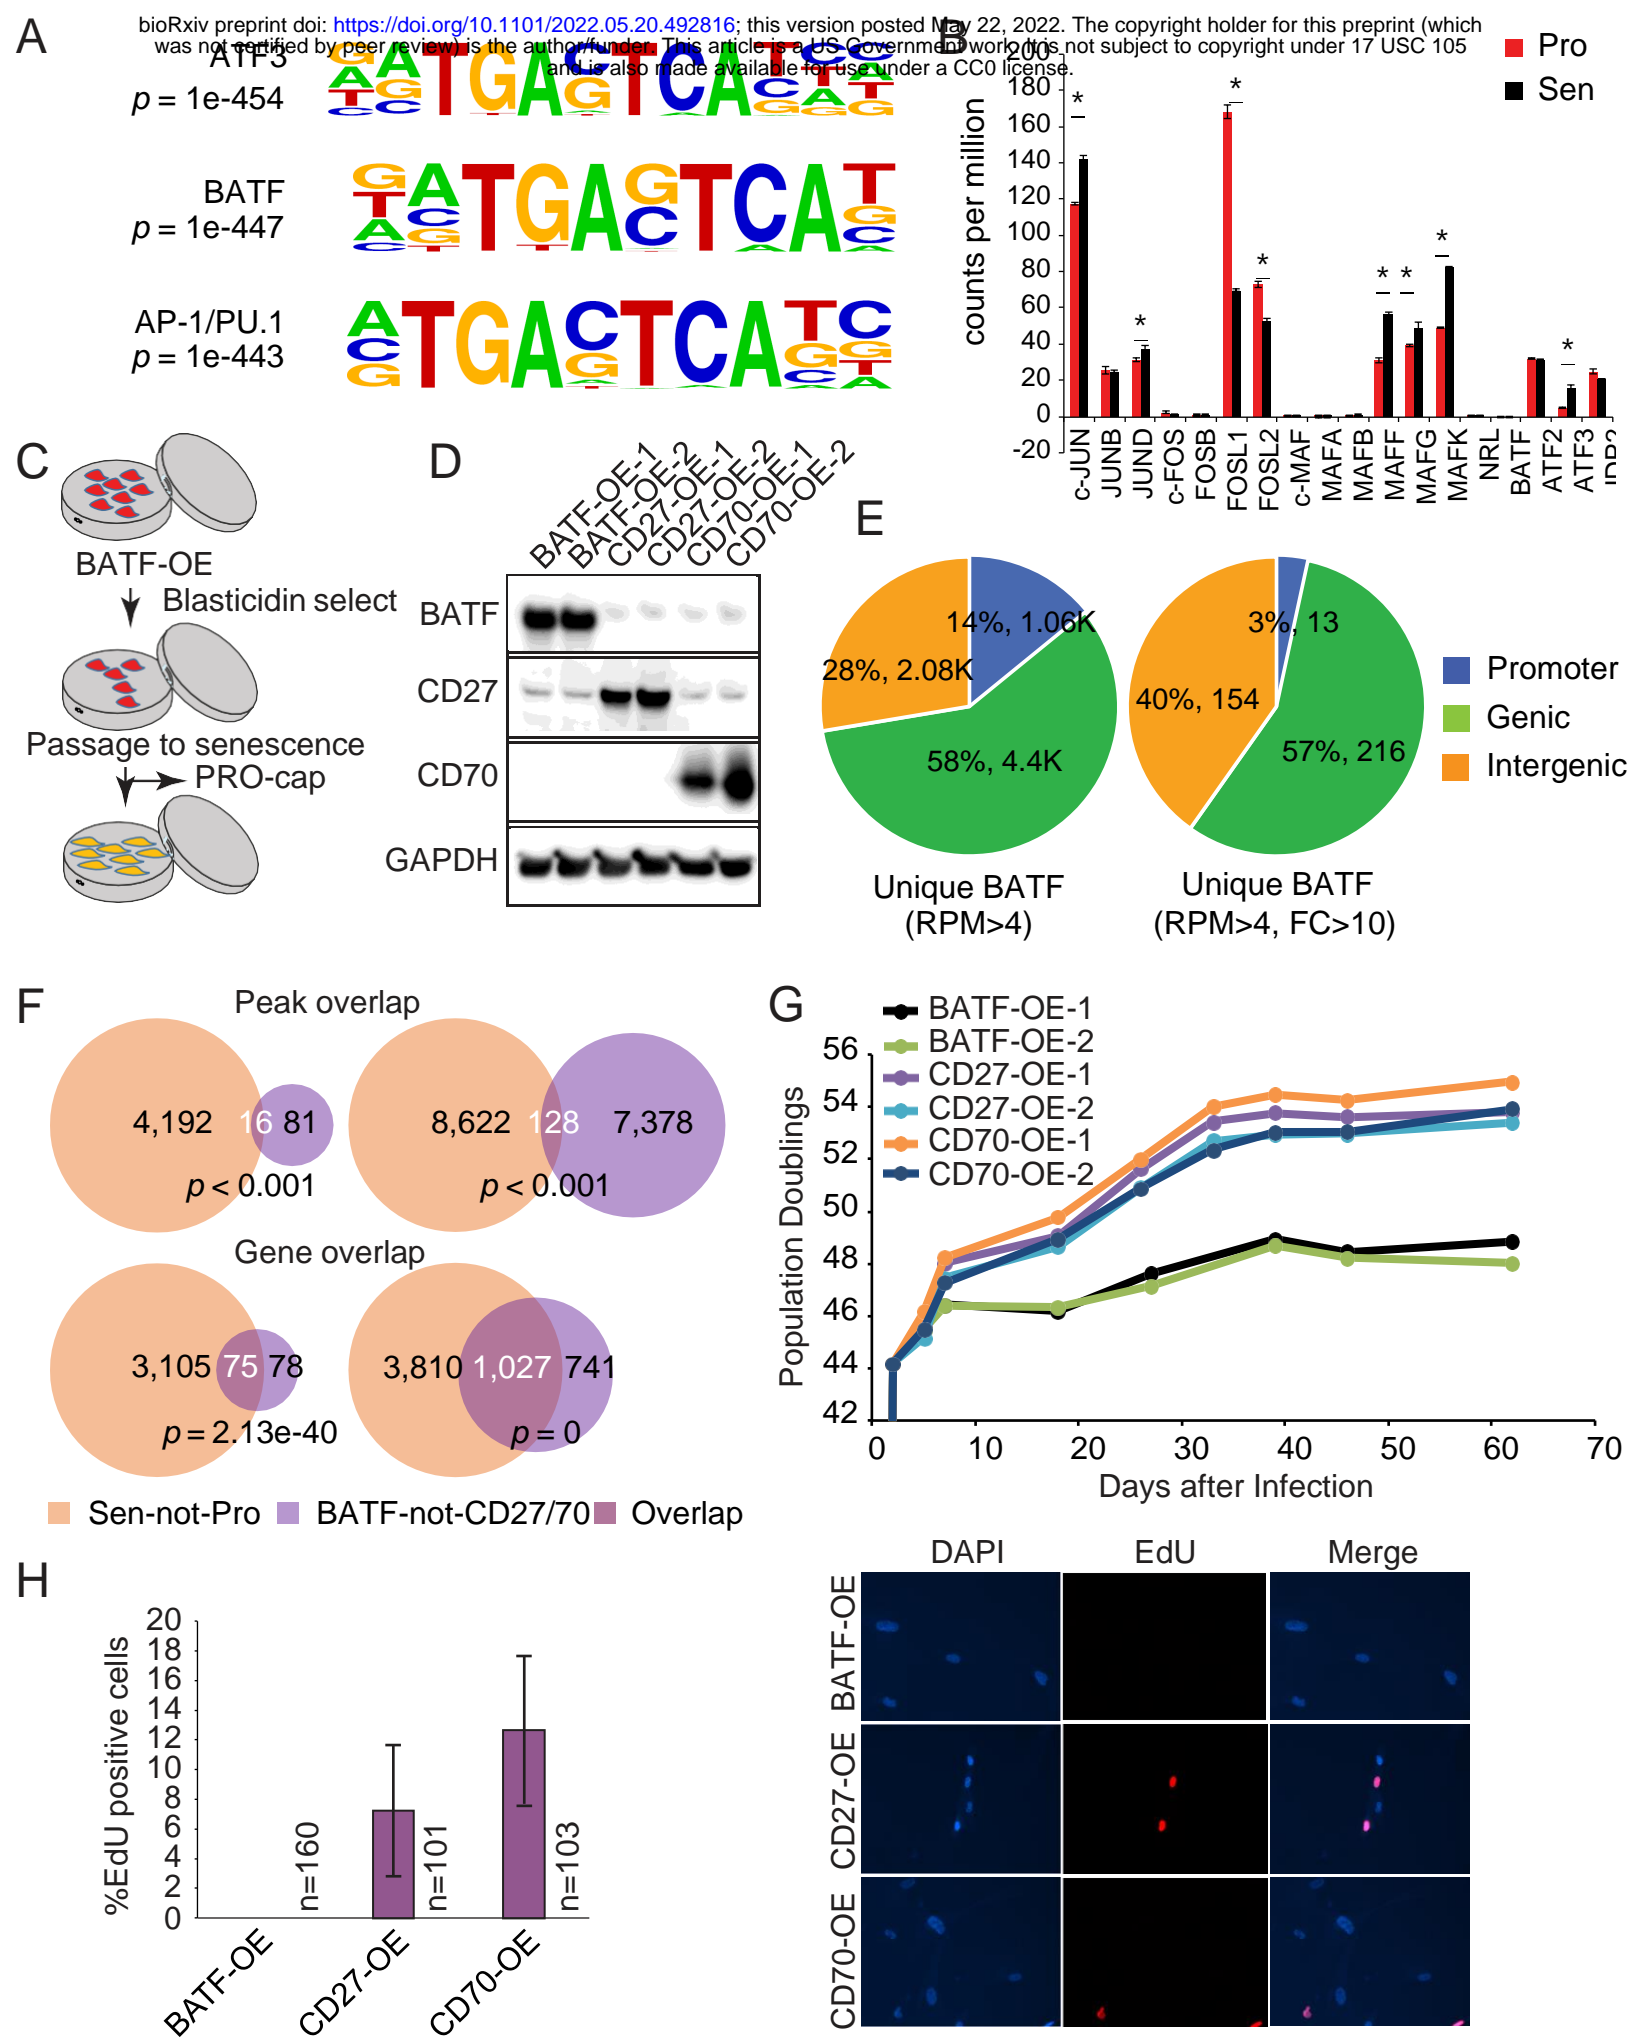 bioRxiv preprint doi: https://doi.org/10.1101/2022.05.20.492816; this version posted May 22, 2022. The copyright holder for this preprint (which
was not certified by peer review) is the author/funder. This article is a US Government work. It is not subject to copyright under 17 USC 105
and is also made available for use under a CC0 license.
A
ATF3
p = 1e-454
BATF
p = 1e-447
AP-1/PU.1
p = 1e-443
B
Pro
Sen
counts per million
200
180
160
140
120
100
80
60
40
20
0
-20
* * * * * * * *
c-JUN
JUNB
JUND
c-FOS
FOSB
FOSL1
FOSL2
c-MAF
MAFA
MAFB
MAFF
MAFG
MAFK
NRL
BATF
ATF2
ATF3
C
BATF-OE
Blasticidin select
Passage to senescence
PRO-cap
D
BATF-OE-1
BATF-OE-2
CD27-OE-1
CD27-OE-2
CD70-OE-1
CD70-OE-2
BATF
CD27
CD70
GAPDH
E
14%, 1.06K
28%, 2.08K
58%, 4.4K
Unique BATF
(RPM>4)
3%, 13
40%, 154
57%, 216
Unique BATF
(RPM>4, FC>10)
Promoter
Genic
Intergenic
F
Peak overlap
4,192 16 81
p < 0.001
8,622 128 7,378
p < 0.001
Gene overlap
3,105 75 78
p = 2.13e-40
3,810 1,027 741
p = 0
Sen-not-Pro BATF-not-CD27/70 Overlap
G
BATF-OE-1
BATF-OE-2
CD27-OE-1
CD27-OE-2
CD70-OE-1
CD70-OE-2
Population Doublings
56
54
52
50
48
46
44
42
0 10 20 30 40 50 60 70
Days after Infection
H
%EdU positive cells
20
18
16
14
12
10
8
6
4
2
0
n=160
n=101
n=103
BATF-OE
CD27-OE
CD70-OE
DAPI EdU Merge
BATF-OE
CD27-OE
CD70-OE